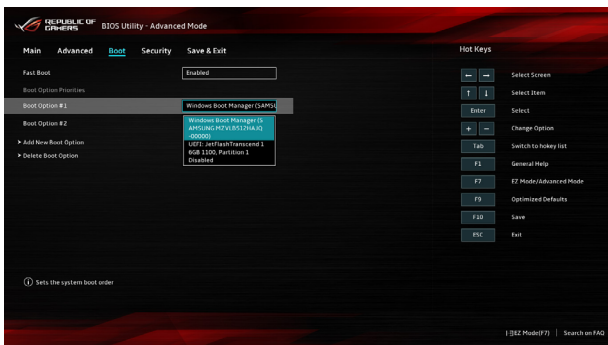 REPUBLIC OF
GAMERS
BIOS Utility - Advanced Mode
Main Advanced Boot Security Save & Exit
Hot Keys
Fast Boot Enabled
Boot Option Priorities
Boot Option #1 Windows Boot Manager (SAMSU
Boot Option #2
Windows Boot Manager (S
AMSUNG MZVLB512HAJQ
-00000)
UEFI: JetFlashTranscend 1
6GB 1100, Partition 1
Disabled
> Add New Boot Option
> Delete Boot Option
← → Select Screen
↑ ↓ Select Item
Enter Select
+ − Change Option
Tab Switch to hokey list
F1 General Help
F7 EZ Mode/Advanced Mode
F9 Optimized Defaults
F10 Save
ESC Exit
Sets the system boot order
EZ Mode(F7) | Search on FAQ